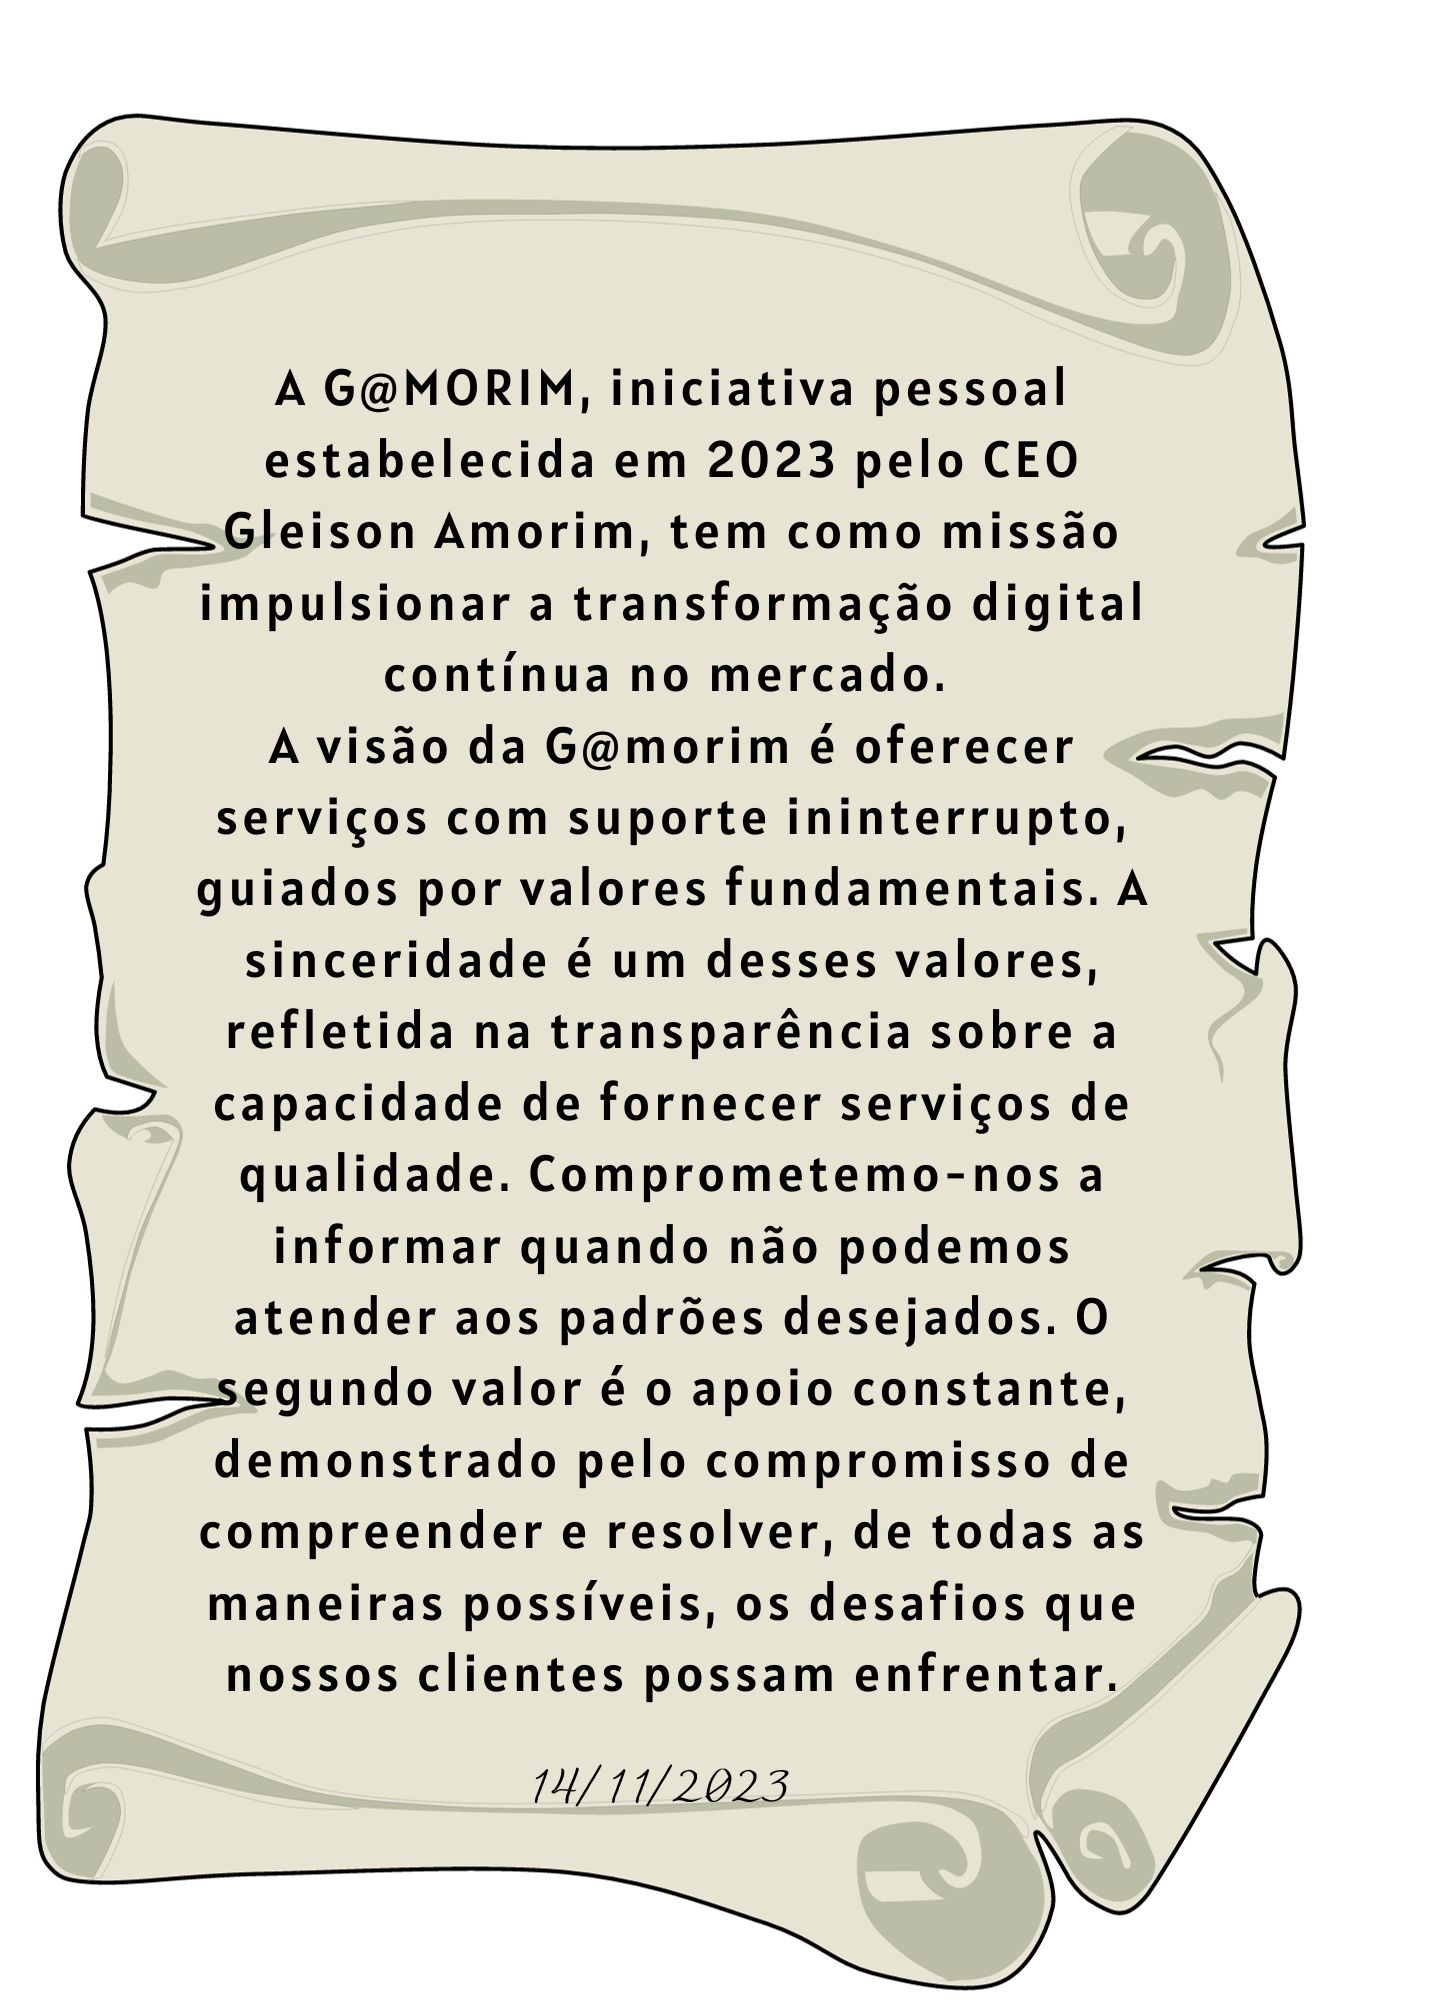 A G@MORIM, iniciativa pessoal
estabelecida em 2023 pelo CEO
Gleison Amorim, tem como missão
impulsionar a transformação digital
contínua no mercado.
A visão da G@morim é oferecer
serviços com suporte ininterrupto,
guiados por valores fundamentais. A
sinceridade é um desses valores,
refletida na transparência sobre a
capacidade de fornecer serviços de
qualidade. Comprometemo-nos a
informar quando não podemos
atender aos padrões desejados. O
segundo valor é o apoio constante,
demonstrado pelo compromisso de
compreender e resolver, de todas as
maneiras possíveis, os desafios que
nossos clientes possam enfrentar.
14/11/2023